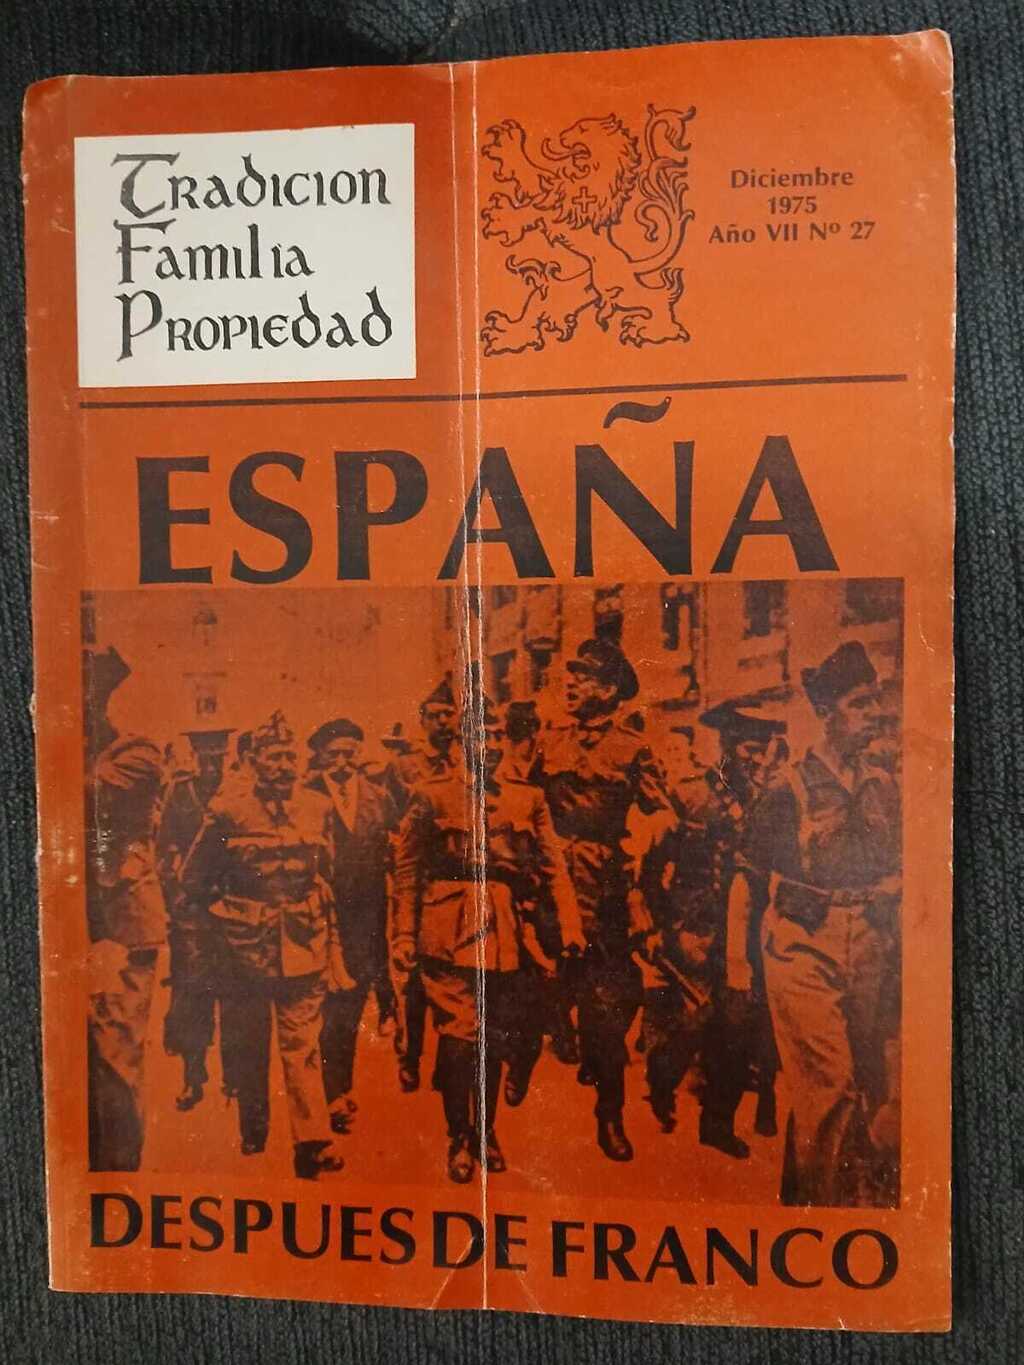 Tradicion
Familia
Propiedad
Diciembre
1975
Año VII Nº 27
ESPAÑA
DESPUES DE FRANCO